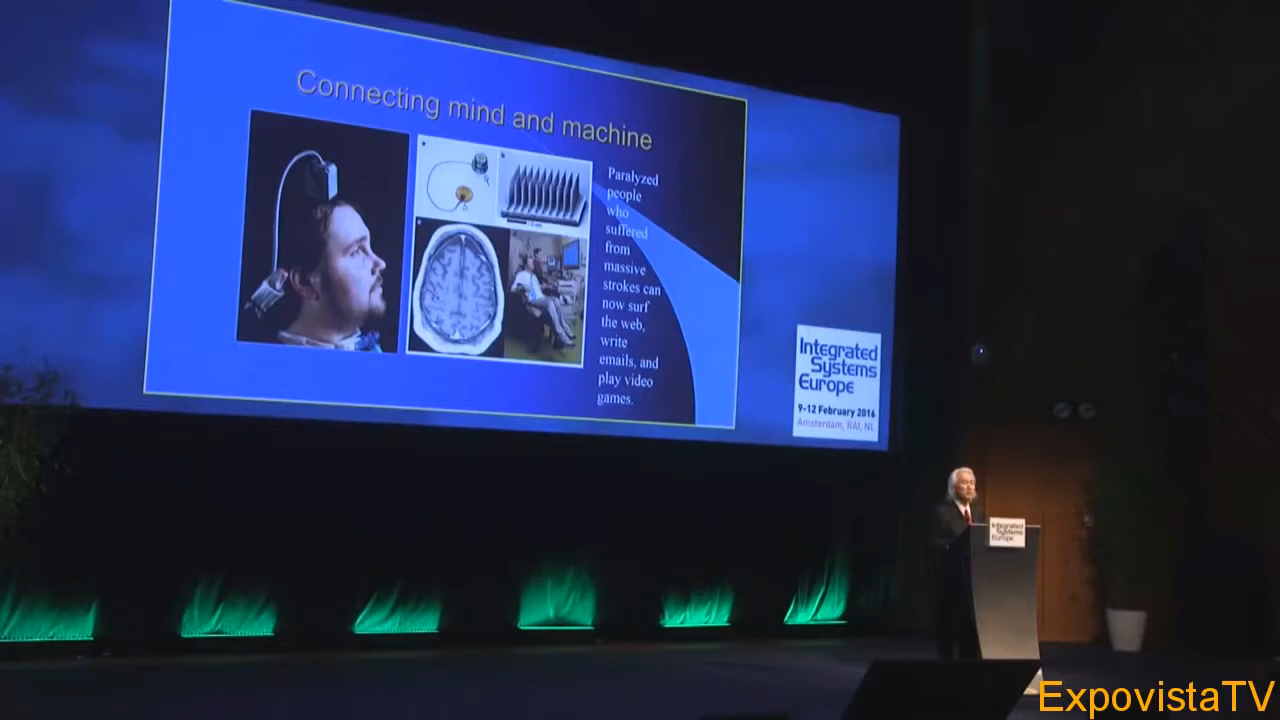 Connecting mind and machine
Paralyzed
people
who
suffered
from
massive
strokes can
now surf
the web,
write
emails, and
play video
games.
Integrated
Systems
Europe
9-12 February 2016
Amsterdam, RAI, NL
Integrated
Systems
Europe
ExpovistaTV